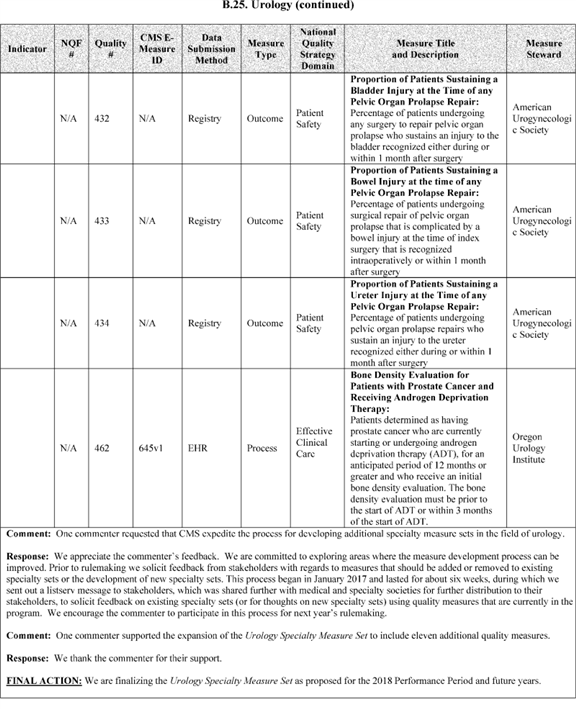 B.25. Urology (continued)
Indicator
NQF
#
Quality
#
CMS E-
Measure
ID
Data
Submission
Method
Measure
Type
National
Quality
Strategy
Domain
Measure Title
and Description
Measure
Steward
N/A
432
N/A
Registry
Outcome
Patient
Safety
Proportion of Patients Sustaining a
Bladder Injury at the Time of any
Pelvic Organ Prolapse Repair:
Percentage of patients undergoing
any surgery to repair pelvic organ
prolapse who sustains an injury to the
bladder recognized either during or
within 1 month after surgery
American
Urogynecologi
c Society
N/A
433
N/A
Registry
Outcome
Patient
Safety
Proportion of Patients Sustaining a
Bowel Injury at the time of any
Pelvic Organ Prolapse Repair:
Percentage of patients undergoing
surgical repair of pelvic organ
prolapse that is complicated by a
bowel injury at the time of index
surgery that is recognized
intraoperatively or within 1 month
after surgery
American
Urogynecologi
c Society
N/A
434
N/A
Registry
Outcome
Patient
Safety
Proportion of Patients Sustaining a
Ureter Injury at the Time of any
Pelvic Organ Prolapse Repair:
Percentage of patients undergoing
pelvic organ prolapse repairs who
sustain an injury to the ureter
recognized either during or within 1
month after surgery
American
Urogynecologi
c Society
N/A
462
645v1
EHR
Process
Effective
Clinical
Care
Bone Density Evaluation for
Patients with Prostate Cancer and
Receiving Androgen Deprivation
Therapy:
Patients determined as having
prostate cancer who are currently
starting or undergoing androgen
deprivation therapy (ADT), for an
anticipated period of 12 months or
greater and who receive an initial
bone density evaluation. The bone
density evaluation must be prior to
the start of ADT or within 3 months
of the start of ADT.
Oregon
Urology
Institute
Comment: One commenter requested that CMS expedite the process for developing additional specialty measure sets in the field of urology.
Response: We appreciate the commenter's feedback. We are committed to exploring areas where the measure development process can be
improved. Prior to rulemaking we solicit feedback from stakeholders with regards to measures that should be added or removed to existing
specialty sets or the development of new specialty sets. This process began in January 2017 and lasted for about six weeks, during which we
sent out a listserv message to stakeholders, which was shared further with medical and specialty societies for further distribution to their
stakeholders, to solicit feedback on existing specialty sets (or for thoughts on new specialty sets) using quality measures that are currently in the
program. We encourage the commenter to participate in this process for next year's rulemaking.
Comment: One commenter supported the expansion of the Urology Specialty Measure Set to include eleven additional quality measures.
Response: We thank the commenter for their support.
FINAL ACTION: We are finalizing the Urology Specialty Measure Set as proposed for the 2018 Performance Period and future years.